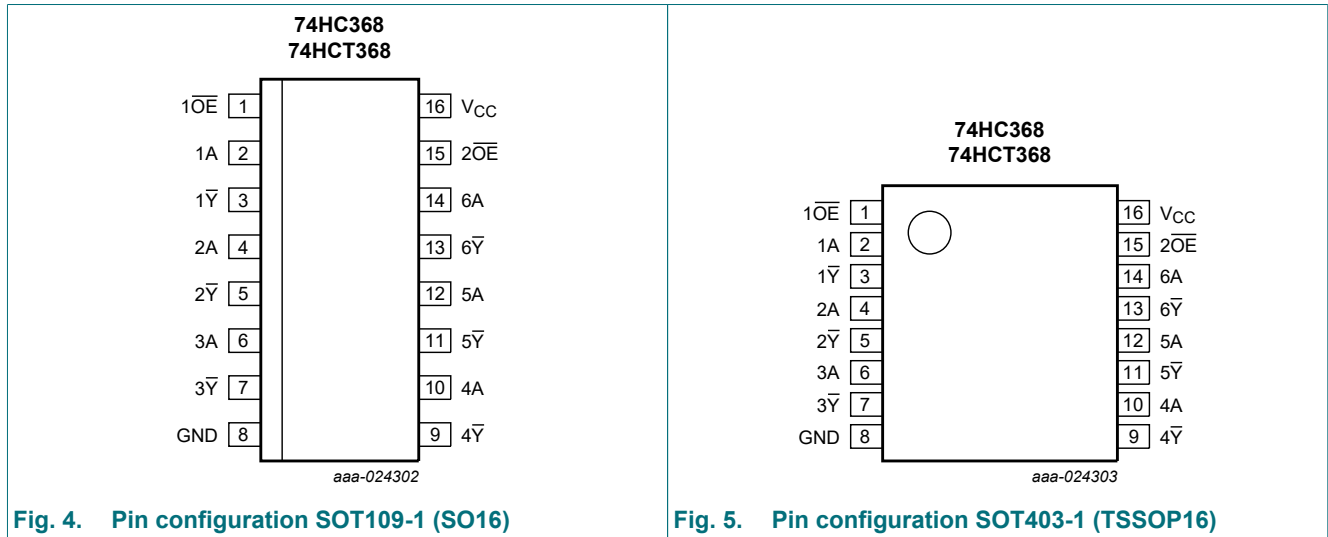 74HC368
74HCT368
1O̅E̅ 1
1A 2
1Y̅ 3
2A 4
2Y̅ 5
3A 6
3Y̅ 7
GND 8
16 VCC
15 2O̅E̅
14 6A
13 6Y̅
12 5A
11 5Y̅
10 4A
9 4Y̅
aaa-024302
Fig. 4. Pin configuration SOT109-1 (SO16)
74HC368
74HCT368
1O̅E̅ 1
1A 2
1Y̅ 3
2A 4
2Y̅ 5
3A 6
3Y̅ 7
GND 8
16 VCC
15 2O̅E̅
14 6A
13 6Y̅
12 5A
11 5Y̅
10 4A
9 4Y̅
aaa-024303
Fig. 5. Pin configuration SOT403-1 (TSSOP16)